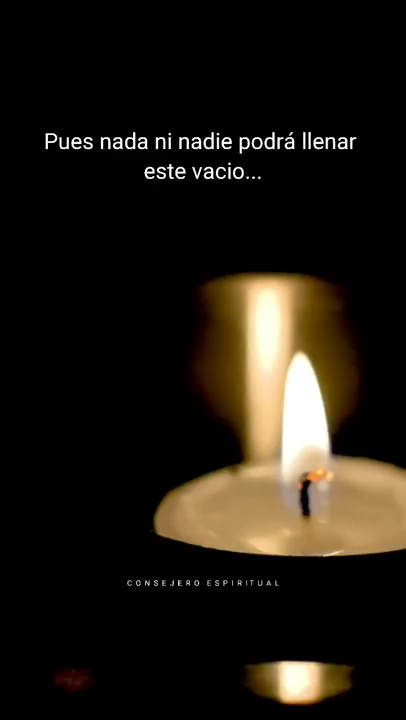 Pues nada ni nadie podrá llenar
este vacio...
CONSEJERO ESPIRITUAL